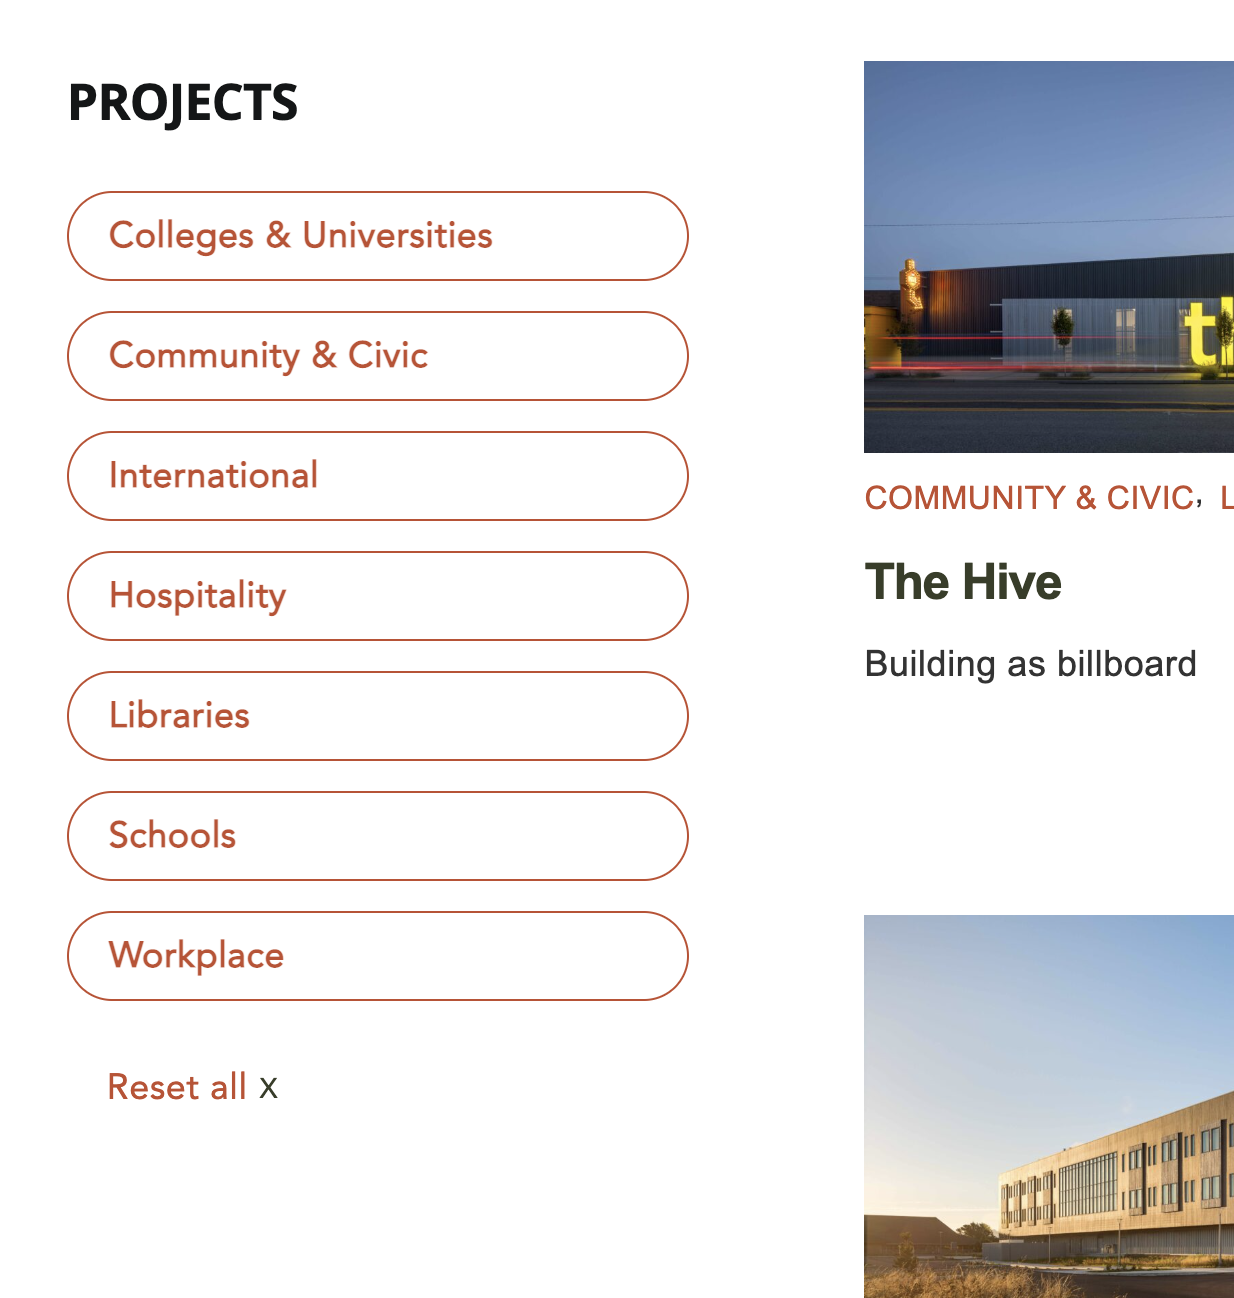 PROJECTS
Colleges & Universities
Community & Civic
International
Hospitality
Libraries
Schools
Workplace
Reset all X
th
COMMUNITY & CIVIC, L
The Hive
Building as billboard